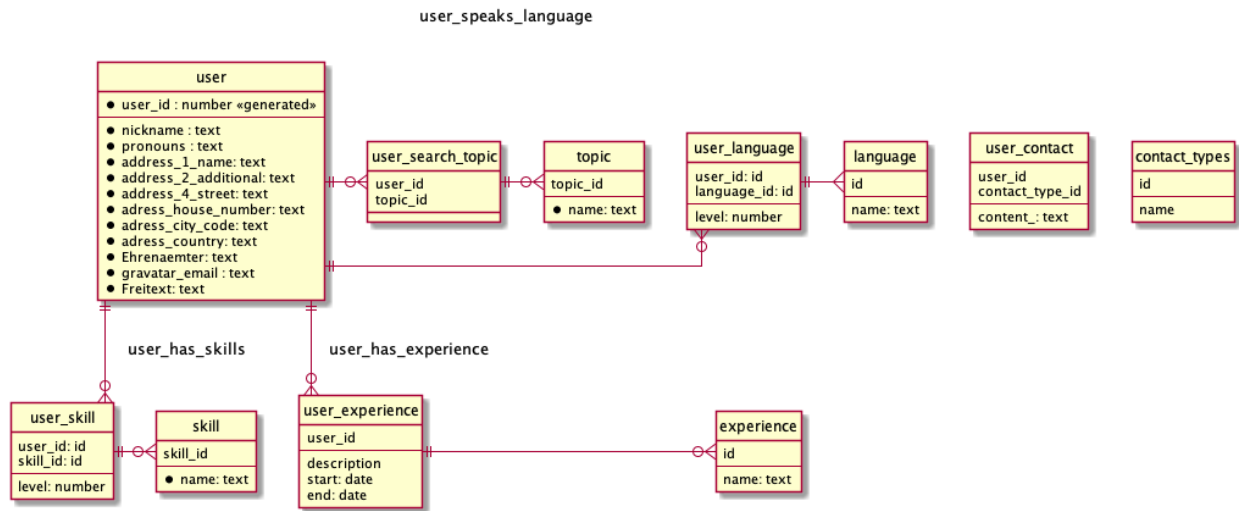 user_speaks_language
user
user_id : number «generated»
nickname : text
pronouns : text
address_1_name: text
address_2_additional: text
address_4_street: text
adress_house_number: text
adress_city_code: text
adress_country: text
Ehrenaemter: text
gravatar_email : text
Freitext: text
user_search_topic
user_id
topic_id
topic
topic_id
name: text
user_language
user_id: id
language_id: id
level: number
language
id
name: text
user_contact
user_id
contact_type_id
content_: text
contact_types
id
name
user_has_skills
user_has_experience
user_skill
user_id: id
skill_id: id
level: number
skill
skill_id
name: text
user_experience
user_id
description
start: date
end: date
experience
id
name: text